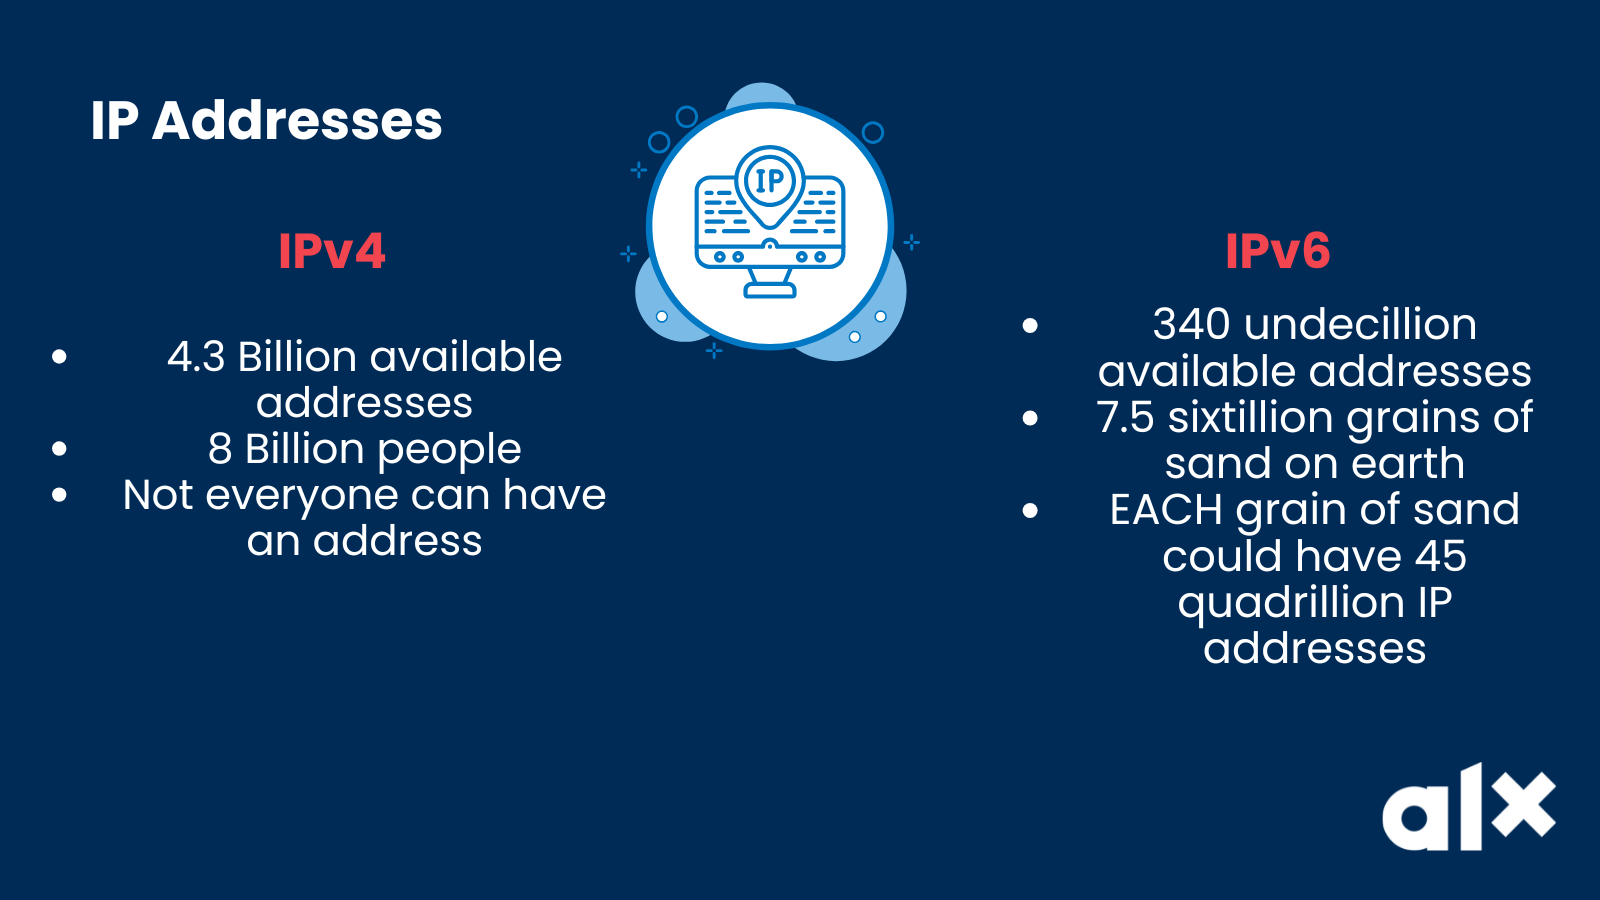 IP Addresses
IP
IPv4
• 4.3 Billion available
addresses
• 8 Billion people
• Not everyone can have
an address
IPv6
• 340 undecillion
available addresses
• 7.5 sixtillion grains of
sand on earth
• EACH grain of sand
could have 45
quadrillion IP
addresses
alx